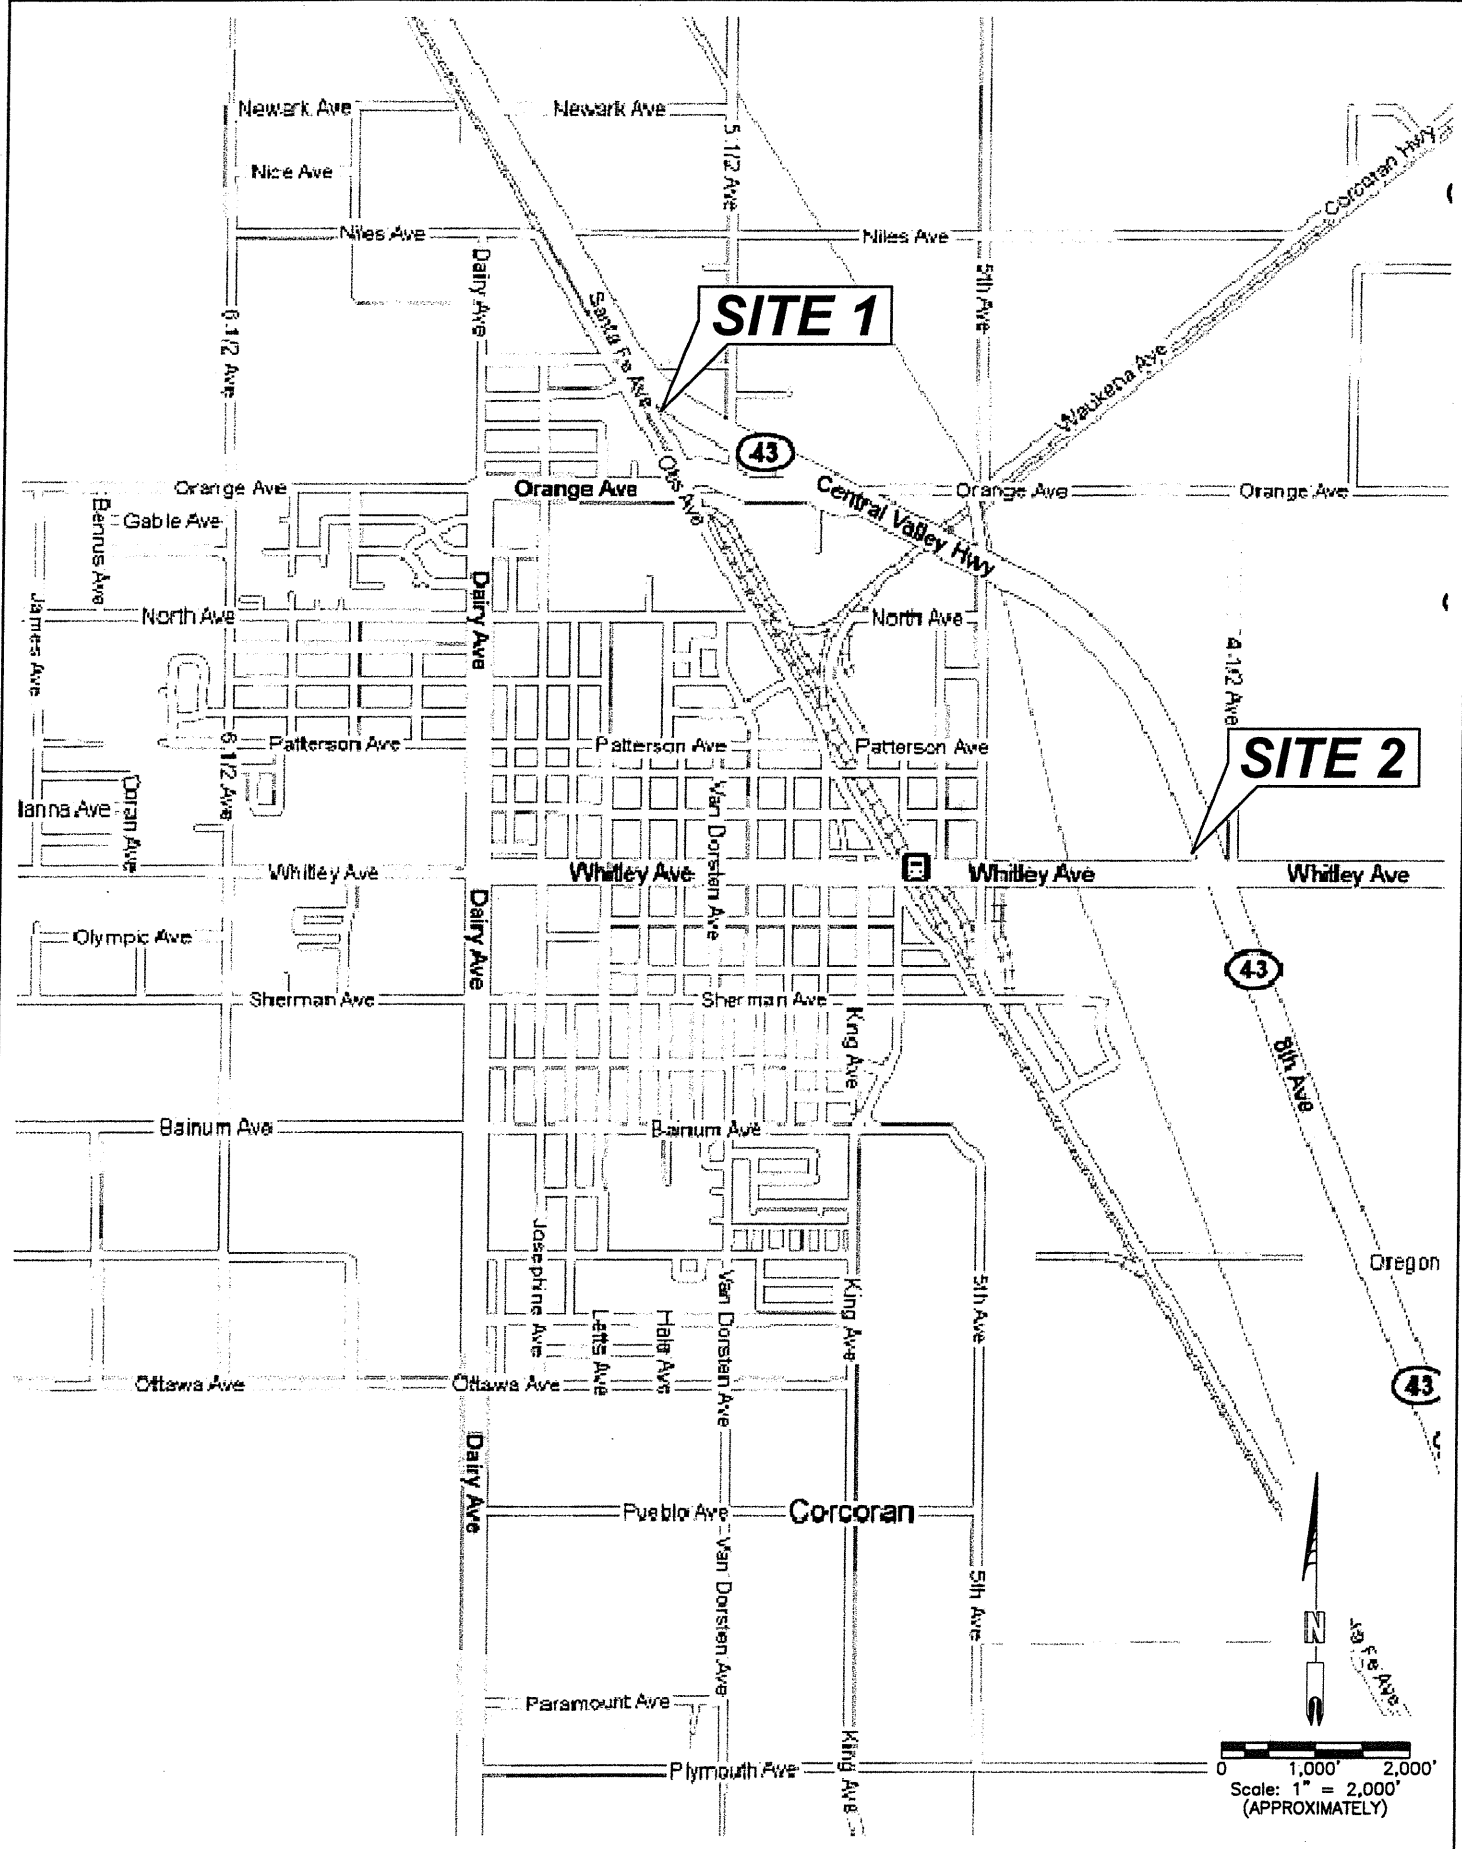 Newark Ave
Newark Ave
5 1/2 Ave
Corcoran Hwy
Nice Ave
Niles Ave
Niles Ave
Dairy Ave
5th Ave
Santa Fe Ave
SITE 1
6 1/2 Ave
Waukena Ave
43
Otis Ave
Orange Ave
Orange Ave
Central Valley Hwy
Orange Ave
Orange Ave
Gable Ave
Dairy Ave
James Ave
North Ave
North Ave
4 1/2 Ave
6 1/2 Ave
Patterson Ave
Patterson Ave
Patterson Ave
SITE 2
Van Dorsten Ave
Doran Ave
Whitley Ave
Whitley Ave
Whitley Ave
Whitley Ave
Dairy Ave
Olympic Ave
43
Sherman Ave
Sherman Ave
King Ave
8th Ave
Bainum Ave
Bainum Ave
Josephine Ave
Van Dorsten Ave
King Ave
5th Ave
Oregon
Letts Ave
Hale Ave
Ottawa Ave
Ottawa Ave
43
Dairy Ave
Pueblo Ave
Corcoran
Van Dorsten Ave
5th Ave
N
Fe Ave
Paramount Ave
King Ave
Plymouth Ave
0 1,000' 2,000'
Scale: 1" = 2,000'
(APPROXIMATELY)